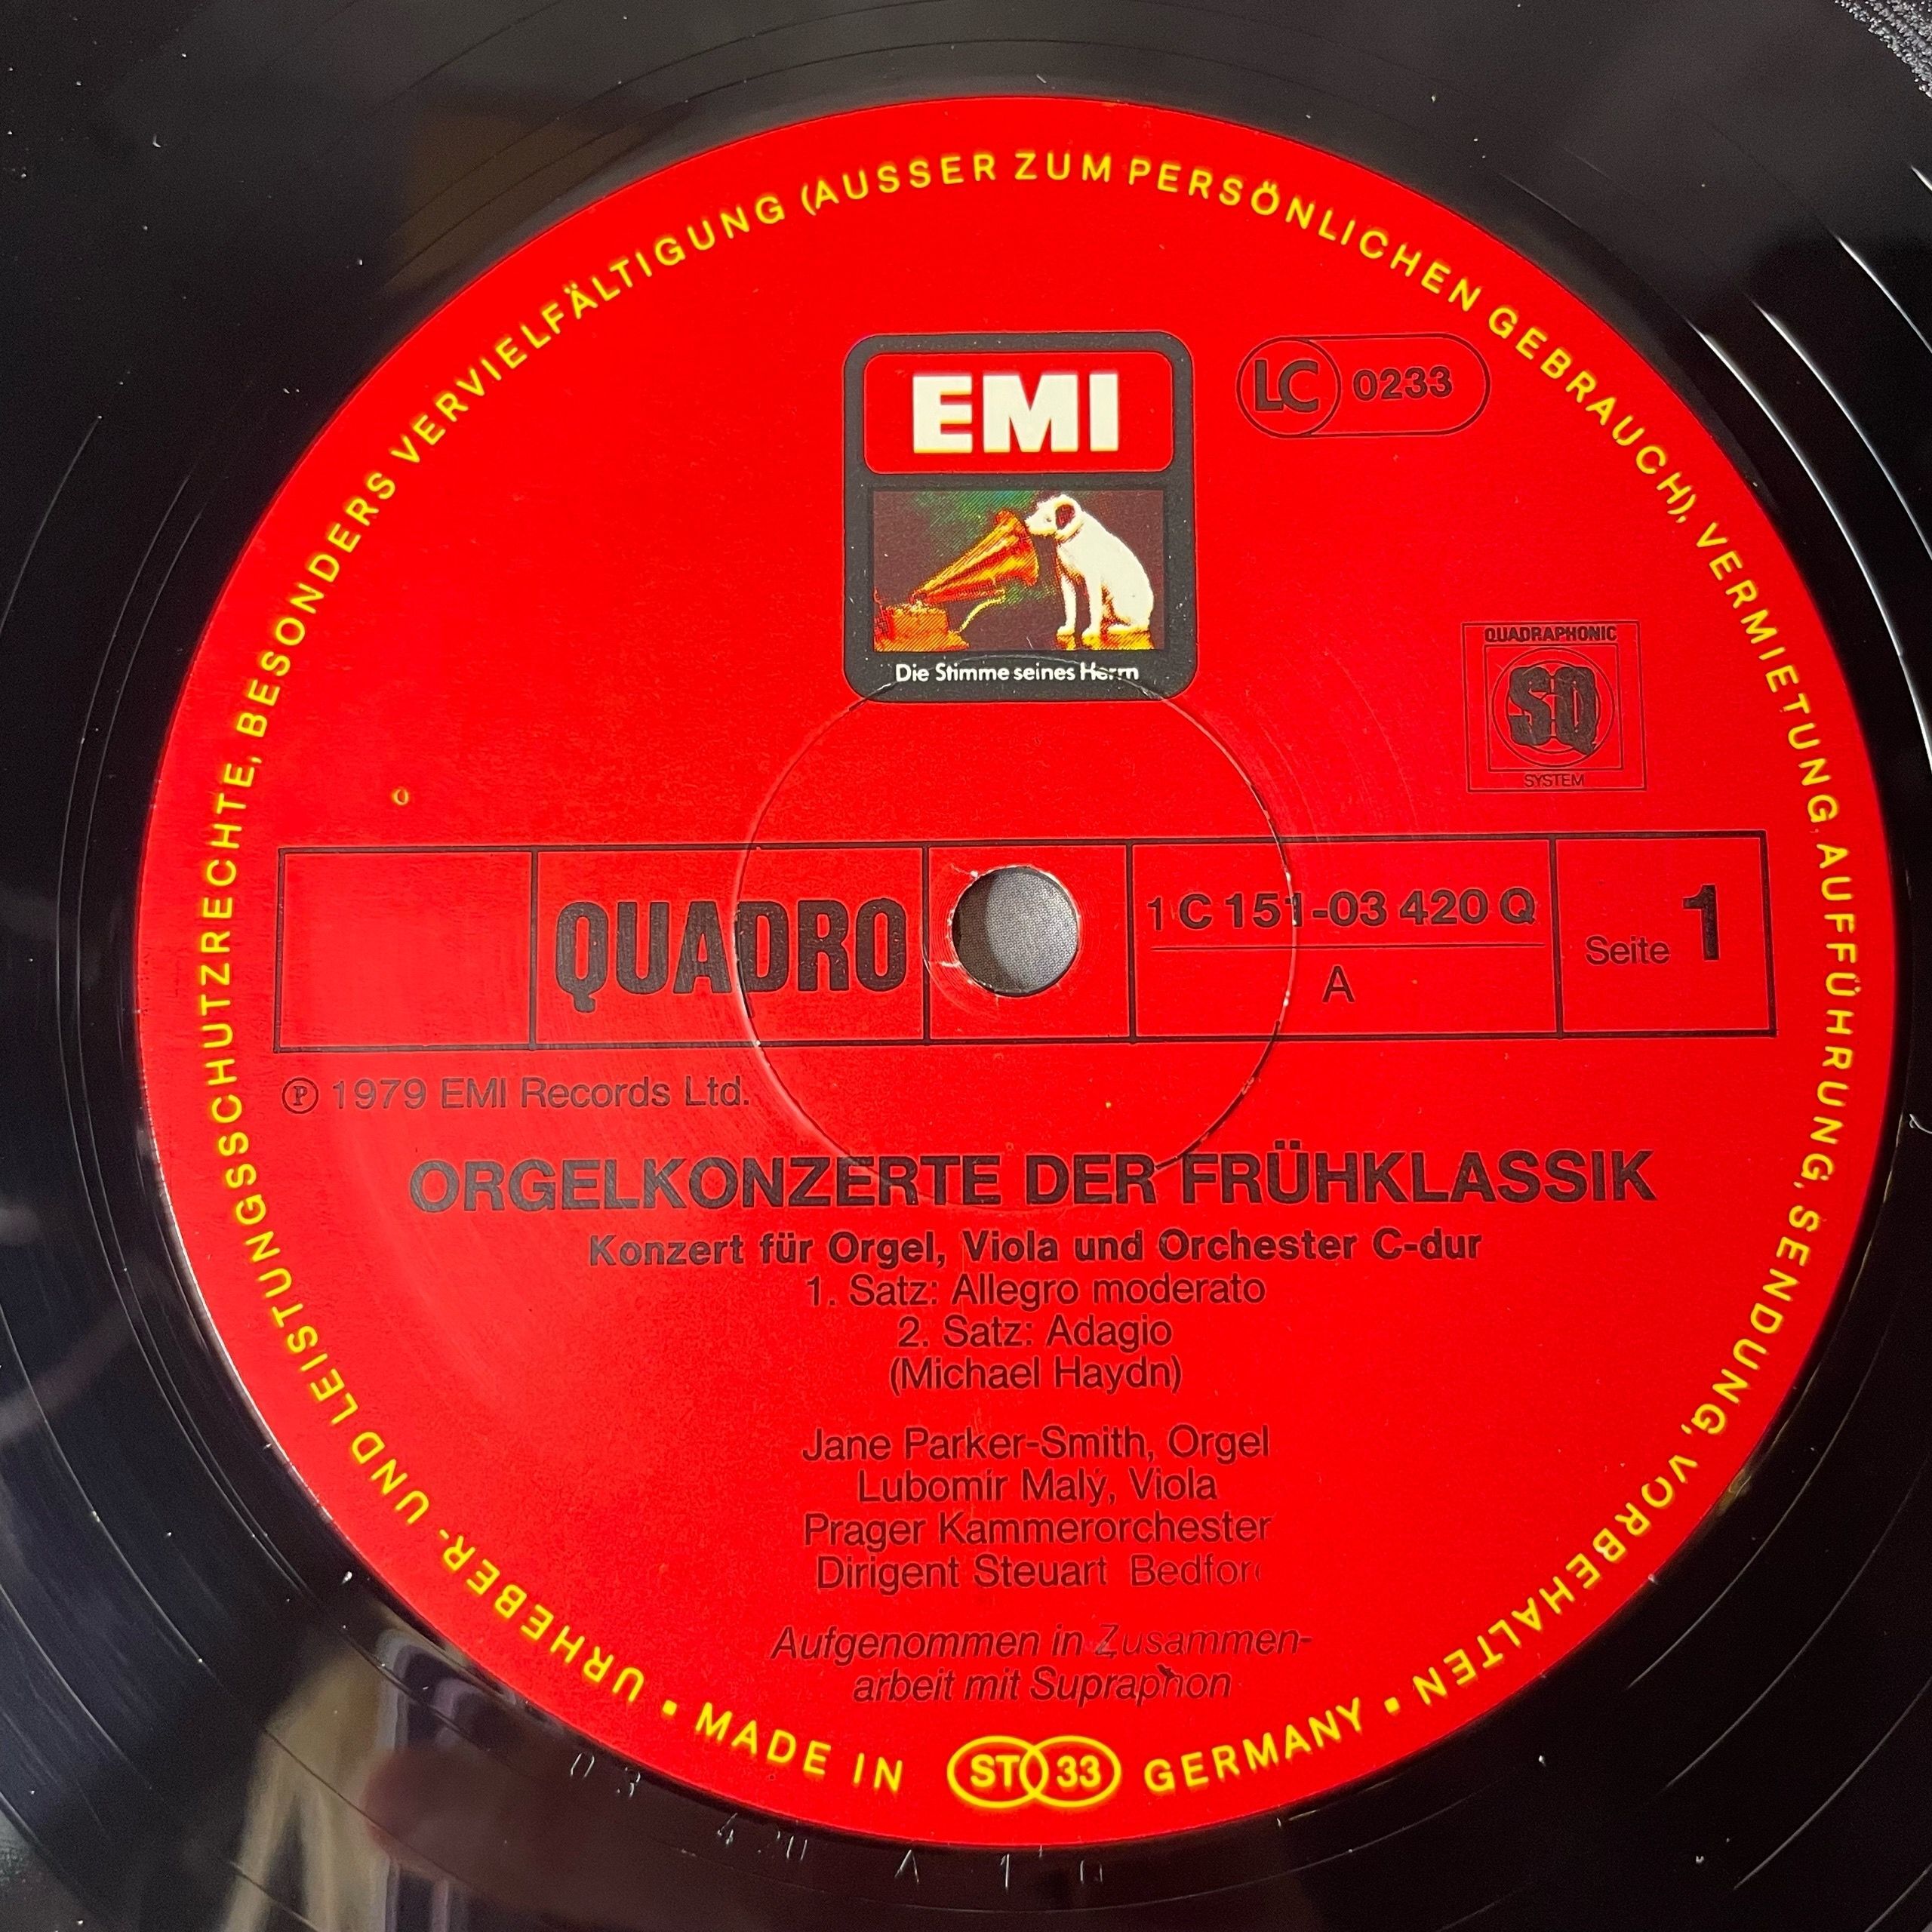 URHEBER- UND LEISTUNGSSCHUTZRECHTE, BESONDERS VERVIELFÄLTIGUNG (AUSSER ZUM PERSÖNLICHEN GEBRAUCH), VERMIETUNG, AUFFÜHRUNG, SENDUNG, VORBEHALTEN
EMI
LC 0233
Die Stimme seines Herrn
QUADRAPHONIC
SQ
SYSTEM
QUADRO
1 C 151-03 420 Q
A
Seite 1
Ⓟ 1979 EMI Records Ltd.
ORGELKONZERTE DER FRÜHKLASSIK
Konzert für Orgel, Viola und Orchester C-dur
1. Satz: Allegro moderato
2. Satz: Adagio
(Michael Haydn)
Jane Parker-Smith, Orgel
Lubomír Malý, Viola
Prager Kammerorchester
Dirigent Steuart Bedford
Aufgenommen in Zusammen-
arbeit mit Supraphon
▪ MADE IN ST 33 GERMANY ▪
03 420 A 1